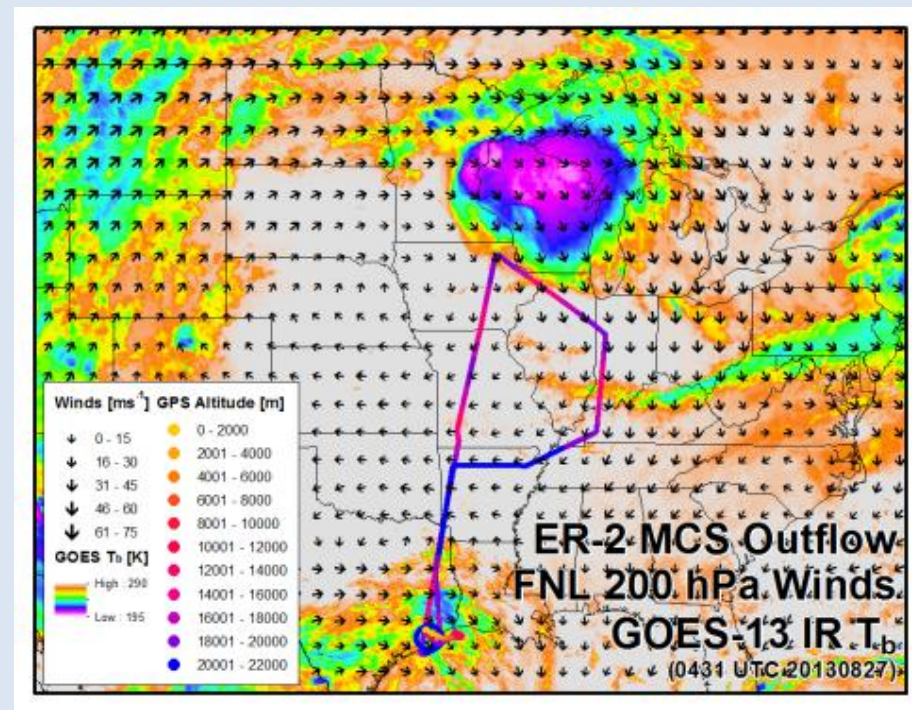 Winds [ms⁻¹]
0 - 15
16 - 30
31 - 45
46 - 60
61 - 75
GOES Tb [K]
High : 290
Low : 195
GPS Altitude [m]
0 - 2000
2001 - 4000
4001 - 6000
6001 - 8000
8001 - 10000
10001 - 12000
12001 - 14000
14001 - 16000
16001 - 18000
18001 - 20000
20001 - 22000
ER-2 MCS Outflow
FNL 200 hPa Winds
GOES-13 IR Tb
(0431 UTC 20130827)